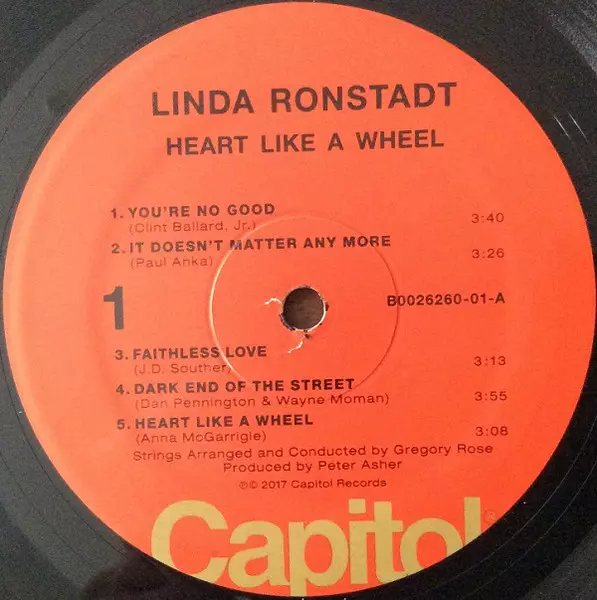 LINDA RONSTADT
HEART LIKE A WHEEL
1. YOU'RE NO GOOD
(Clint Ballard, Jr.) 3:40
2. IT DOESN'T MATTER ANY MORE
(Paul Anka) 3:26
1 B0026260-01-A
3. FAITHLESS LOVE
(J.D. Souther) 3:13
4. DARK END OF THE STREET
(Dan Pennington & Wayne Moman) 3:55
5. HEART LIKE A WHEEL
(Anna McGarrigle) 3:08
Strings Arranged and Conducted by Gregory Rose
Produced by Peter Asher
℗© 2017 Capitol Records
Capitol®